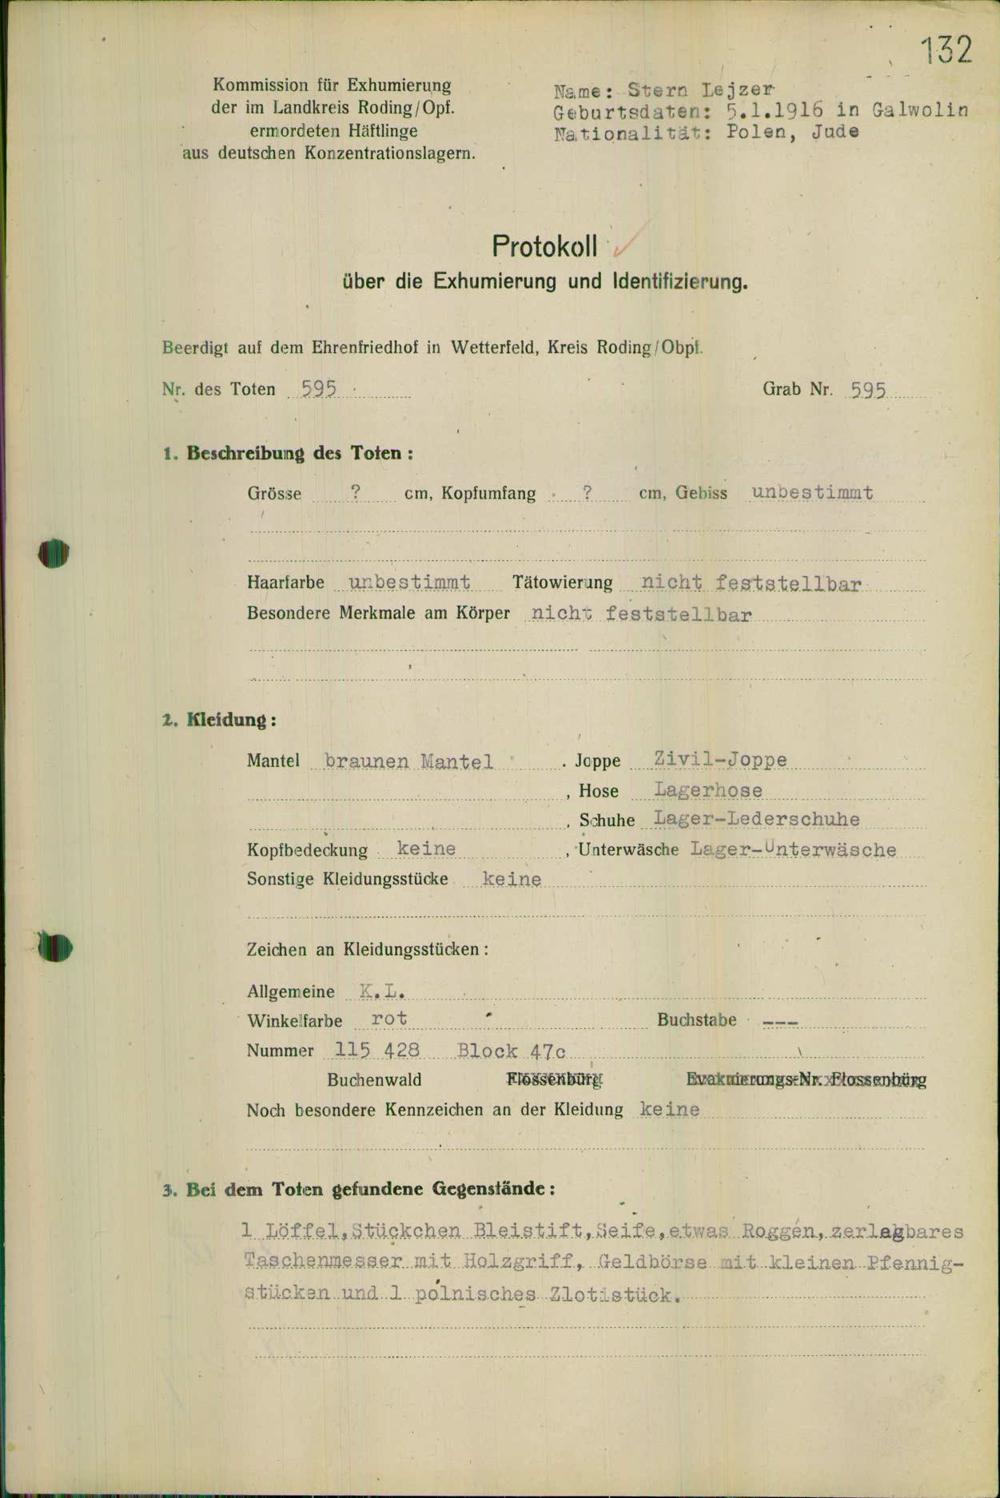 132
Kommission für Exhumierung
der im Landkreis Roding/Opf.
ermordeten Häftlinge
aus deutschen Konzentrationslagern.
Name: Stern Lejzer
Geburtsdaten: 5.1.1916 in Galwolin
Nationalität: Polen, Jude
Protokoll
über die Exhumierung und Identifizierung.
Beerdigt auf dem Ehrenfriedhof in Wetterfeld, Kreis Roding/Obpf.
Nr. des Toten 595 Grab Nr. 595
1. Beschreibung des Toten :
Grösse ? cm, Kopfumfang ? cm, Gebiss unbestimmt
Haarfarbe unbestimmt Tätowierung nicht feststellbar
Besondere Merkmale am Körper nicht feststellbar
2. Kleidung :
Mantel braunen Mantel , Joppe Zivil-Joppe
, Hose Lagerhose
, Schuhe Lager-Lederschuhe
Kopfbedeckung keine , Unterwäsche Lager-Unterwäsche
Sonstige Kleidungsstücke keine
Zeichen an Kleidungsstücken :
Allgemeine K.L.
Winkelfarbe rot Buchstabe ---
Nummer 115 428 Block 47c
Buchenwald Flossenbürg Evakuierungs-Nr. Flossenbürg
Noch besondere Kennzeichen an der Kleidung keine
3. Bei dem Toten gefundene Gegenstände :
1 Löffel, Stückchen Bleistift, Seife, etwas Roggen, zerlagbares
Taschenmesser mit Holzgriff, Geldbörse mit kleinen Pfennig-
stücken und 1 polnisches Zlotistück.